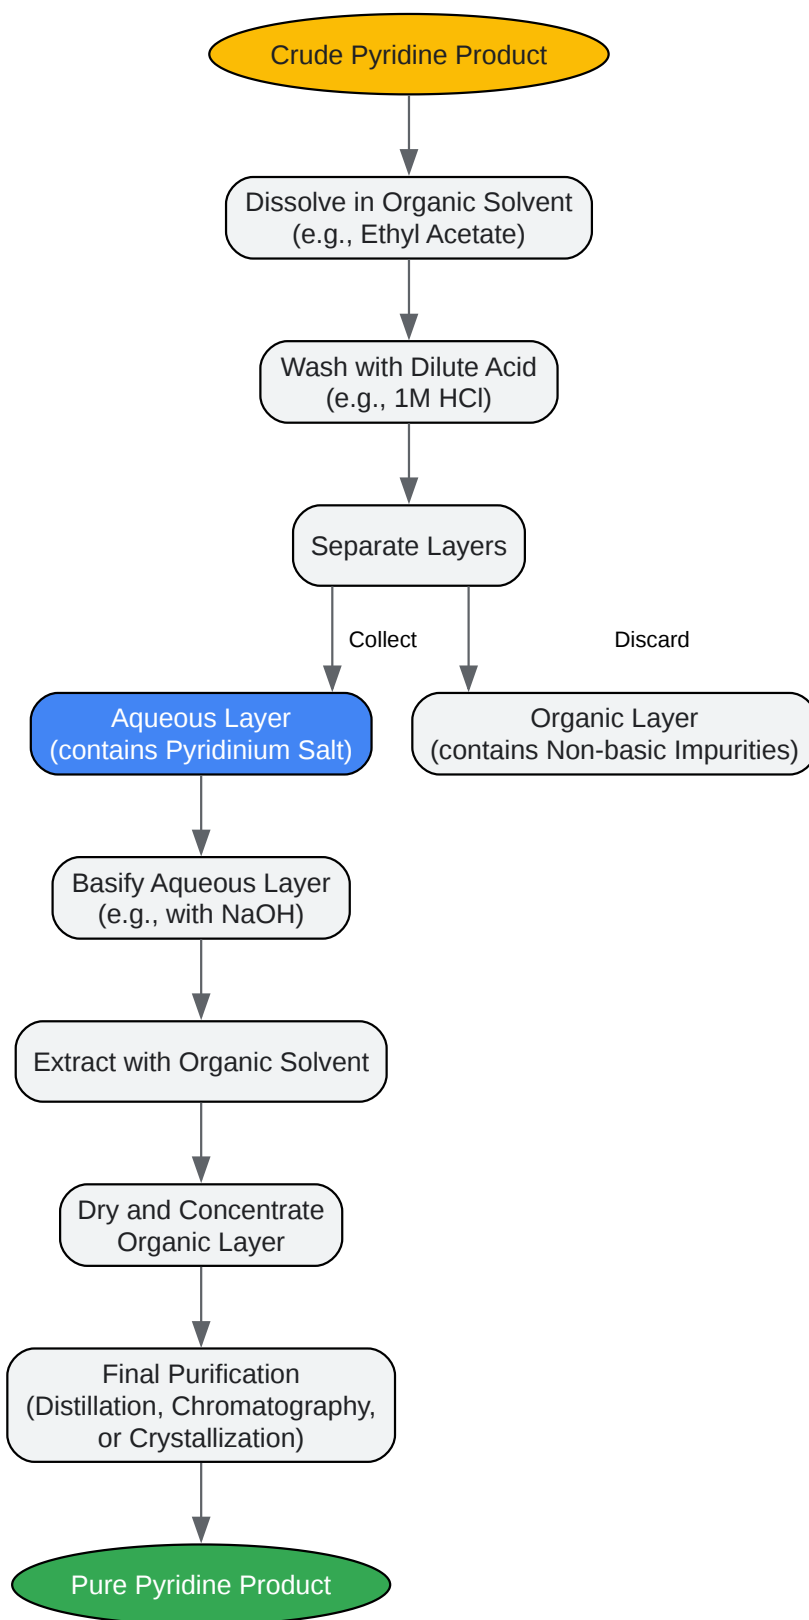 Crude Pyridine Product
Dissolve in Organic Solvent
(e.g., Ethyl Acetate)
Wash with Dilute Acid
(e.g., 1M HCl)
Separate Layers
Collect
Discard
Aqueous Layer
(contains Pyridinium Salt)
Organic Layer
(contains Non-basic Impurities)
Basify Aqueous Layer
(e.g., with NaOH)
Extract with Organic Solvent
Dry and Concentrate
Organic Layer
Final Purification
(Distillation, Chromatography,
or Crystallization)
Pure Pyridine Product